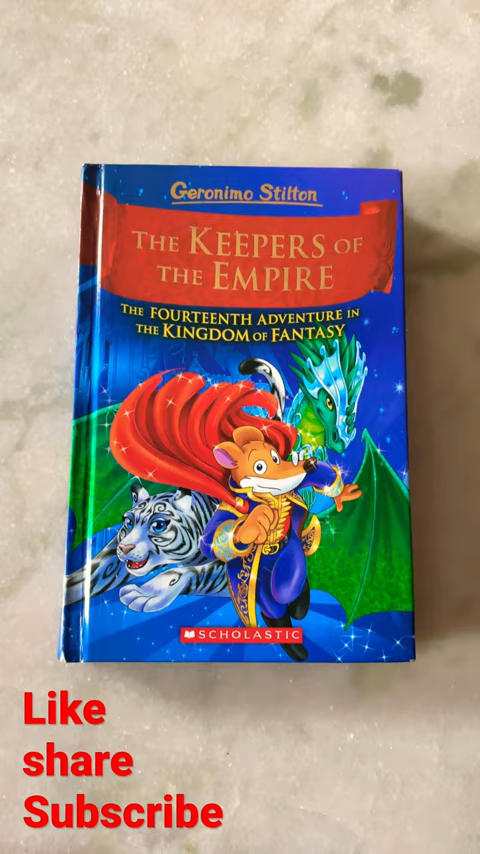 Geronimo Stilton
THE KEEPERS OF
THE EMPIRE
THE FOURTEENTH ADVENTURE IN
THE KINGDOM OF FANTASY
SCHOLASTIC
Like
share
Subscribe